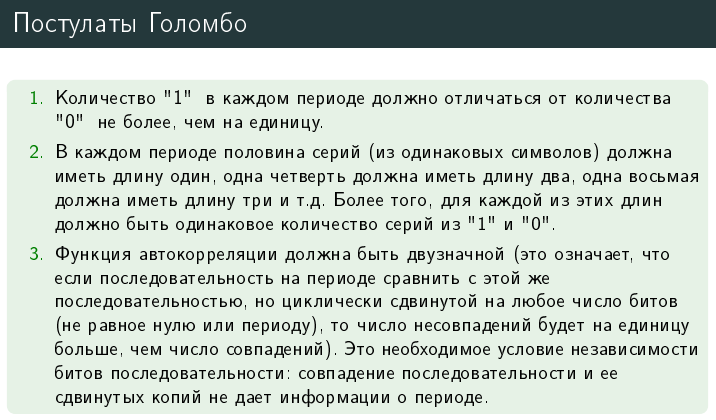 Постулаты Голомбо
1. Количество "1" в каждом периоде должно отличаться от количества
"0" не более, чем на единицу.
2. В каждом периоде половина серий (из одинаковых символов) должна
иметь длину один, одна четверть должна иметь длину два, одна восьмая
должна иметь длину три и т.д. Более того, для каждой из этих длин
должно быть одинаковое количество серий из "1" и "0".
3. Функция автокорреляции должна быть двузначной (это означает, что
если последовательность на периоде сравнить с этой же
последовательностью, но циклически сдвинутой на любое число битов
(не равное нулю или периоду), то число несовпадений будет на единицу
больше, чем число совпадений). Это необходимое условие независимости
битов последовательности: совпадение последовательности и ее
сдвинутых копий не дает информации о периоде.